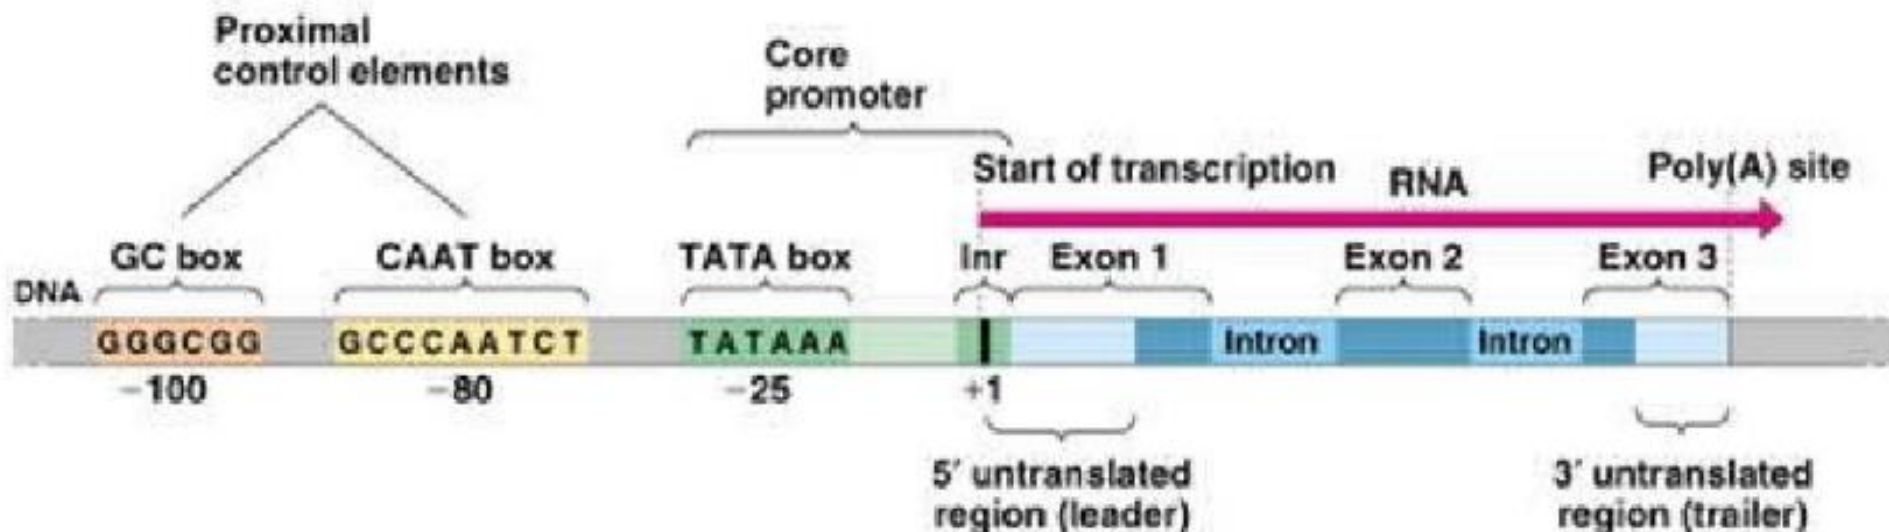 Proximal
control elements
Core
promoter
Start of transcription
RNA
Poly(A) site
GC box
CAAT box
TATA box
Inr
Exon 1
Exon 2
Exon 3
DNA
GGGCGG
GCCCAATCT
TATAAA
Intron
Intron
−100
−80
−25
+1
5′ untranslated
region (leader)
3′ untranslated
region (trailer)